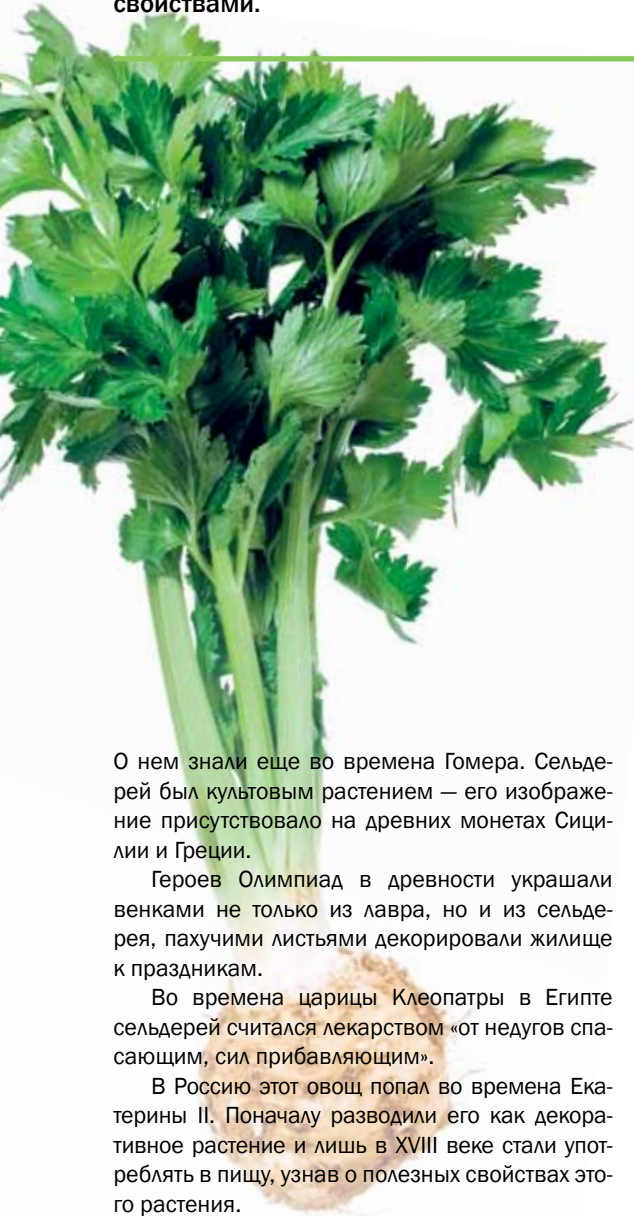 свойствами.
О нем знали еще во времена Гомера. Сельде-
рей был культовым растением — его изображе-
ние присутствовало на древних монетах Сици-
лии и Греции.
Героев Олимпиад в древности украшали
венками не только из лавра, но и из сельде-
рея, пахучими листьями декорировали жилище
к праздникам.
Во времена царицы Клеопатры в Египте
сельдерей считался лекарством «от недугов спа-
сающим, сил прибавляющим».
В Россию этот овощ попал во времена Ека-
терины II. Поначалу разводили его как декора-
тивное растение и лишь в XVIII веке стали упот-
реблять в пищу, узнав о полезных свойствах это-
го растения.